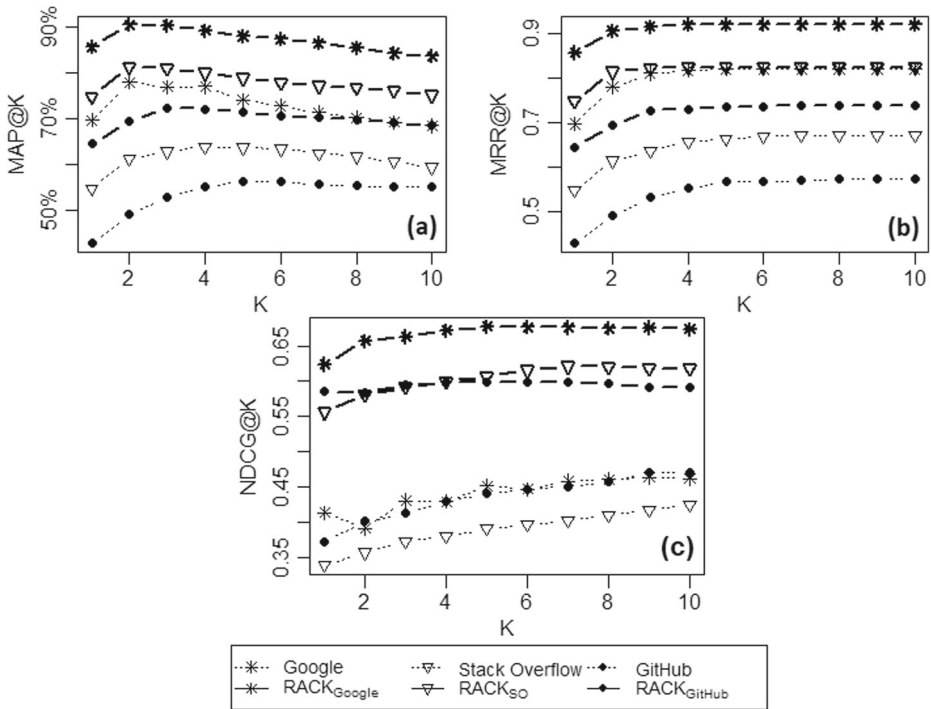 90%
70%
50%
MAP@K
(a)
2 4 6 8 10
K
0.9
0.7
0.5
MRR@K
(b)
2 4 6 8 10
K
0.65
0.55
0.45
0.35
NDCG@K
(c)
2 4 6 8 10
K
Google Stack Overflow GitHub
RACKGoogle RACKSO RACKGitHub